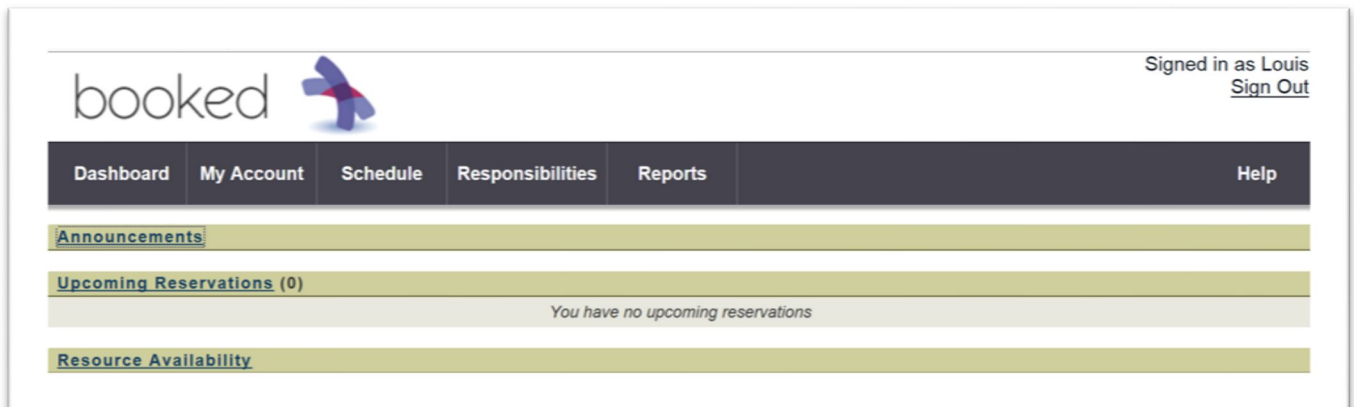 booked
Signed in as Louis
Sign Out
Dashboard My Account Schedule Responsibilities Reports Help
Announcements
Upcoming Reservations (0)
You have no upcoming reservations
Resource Availability